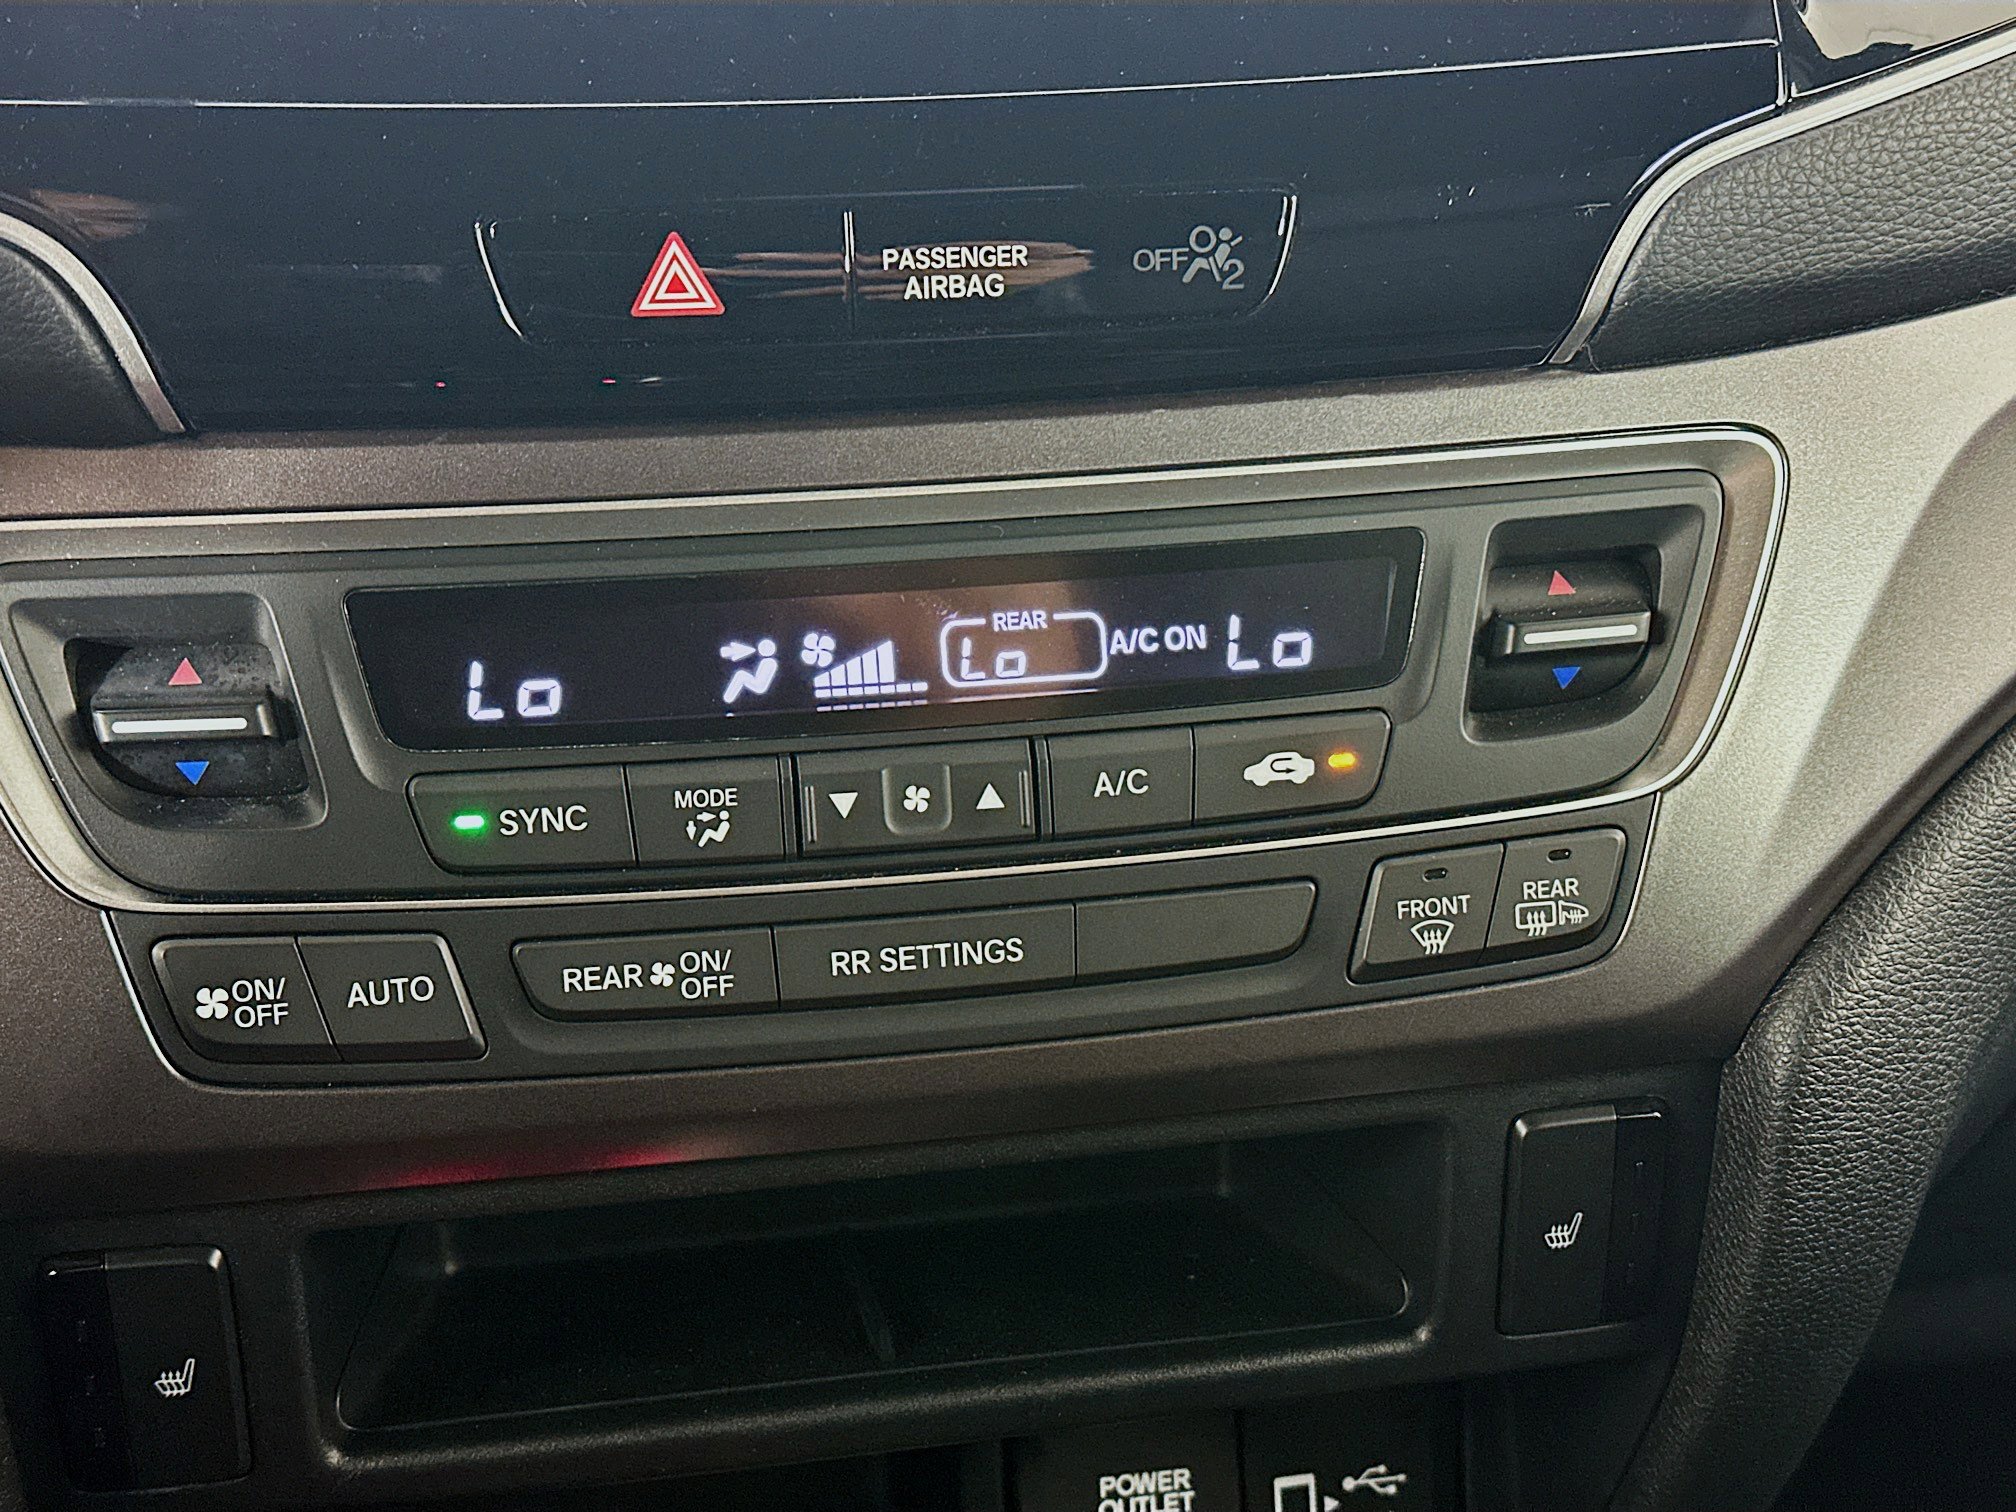 PASSENGER
AIRBAG
OFF
2
Lo
REAR
Lo
A/C ON
Lo
SYNC
MODE
A/C
ON/
OFF
AUTO
REAR
ON/
OFF
RR SETTINGS
FRONT
REAR
POWER
OUTLET